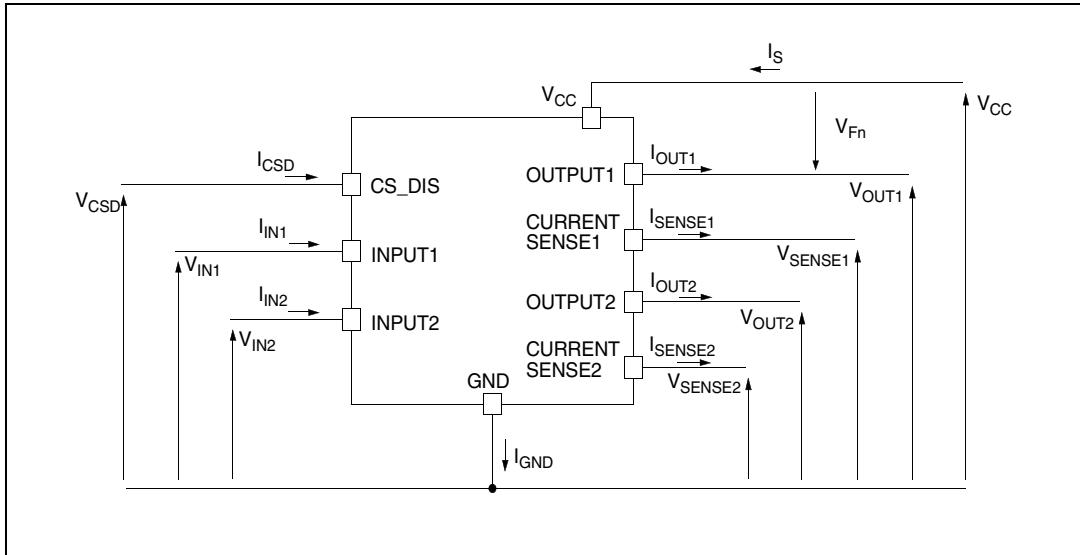 I_S
V_CC
V_CC
V_Fn
I_CSD
CS_DIS
V_CSD
I_OUT1
OUTPUT1
V_OUT1
I_IN1
INPUT1
V_IN1
CURRENT
SENSE1
I_SENSE1
V_SENSE1
I_IN2
INPUT2
V_IN2
I_OUT2
OUTPUT2
V_OUT2
CURRENT
SENSE2
I_SENSE2
V_SENSE2
GND
I_GND